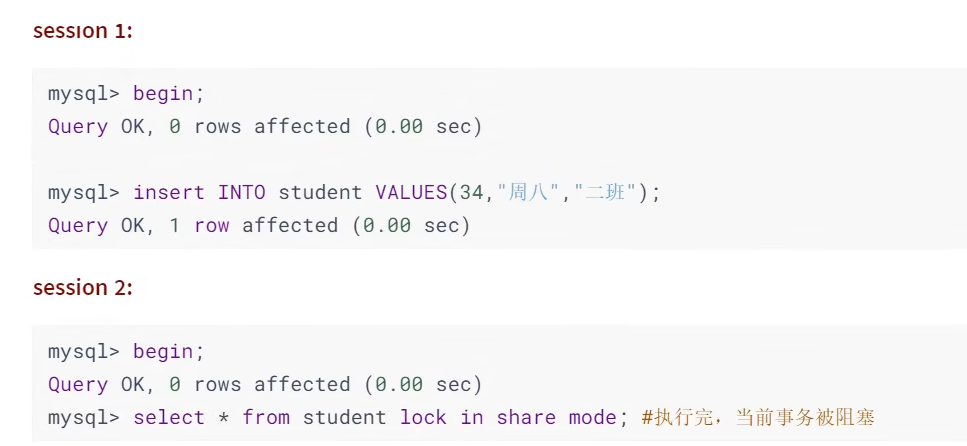 session 1:
mysql> begin;
Query OK, 0 rows affected (0.00 sec)
mysql> insert INTO student VALUES(34,"周八","二班");
Query OK, 1 row affected (0.00 sec)
session 2:
mysql> begin;
Query OK, 0 rows affected (0.00 sec)
mysql> select * from student lock in share mode; #执行完，当前事务被阻塞